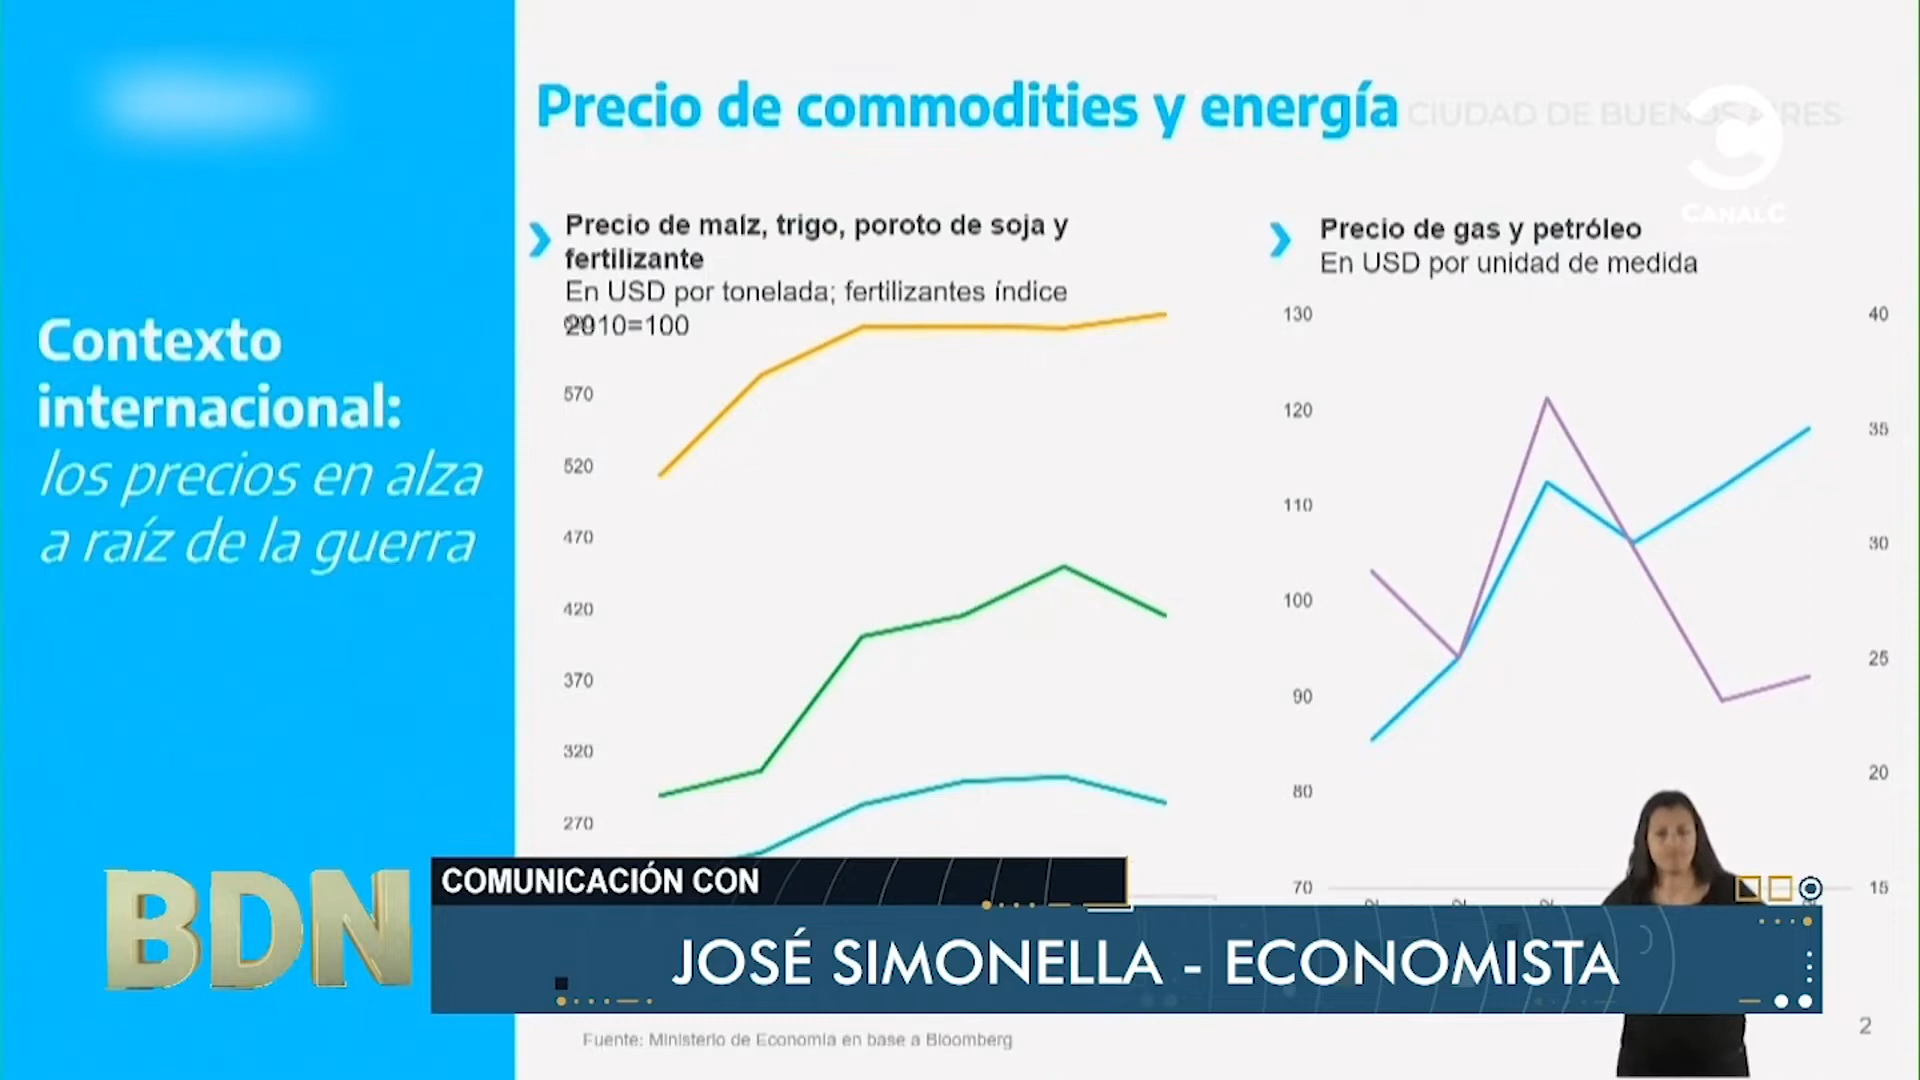 Precio de commodities y energía
CIUDAD DE BUENOS AIRES
CANAL C
Contexto
internacional:
los precios en alza
a raíz de la guerra
Precio de maíz, trigo, poroto de soja y
fertilizante
En USD por tonelada; fertilizantes índice
2010=100
570
520
470
420
370
320
270
Precio de gas y petróleo
En USD por unidad de medida
130
120
110
100
90
80
70
40
35
30
25
20
15
BDN
COMUNICACIÓN CON
JOSÉ SIMONELLA - ECONOMISTA
Fuente: Ministerio de Economía en base a Bloomberg
2